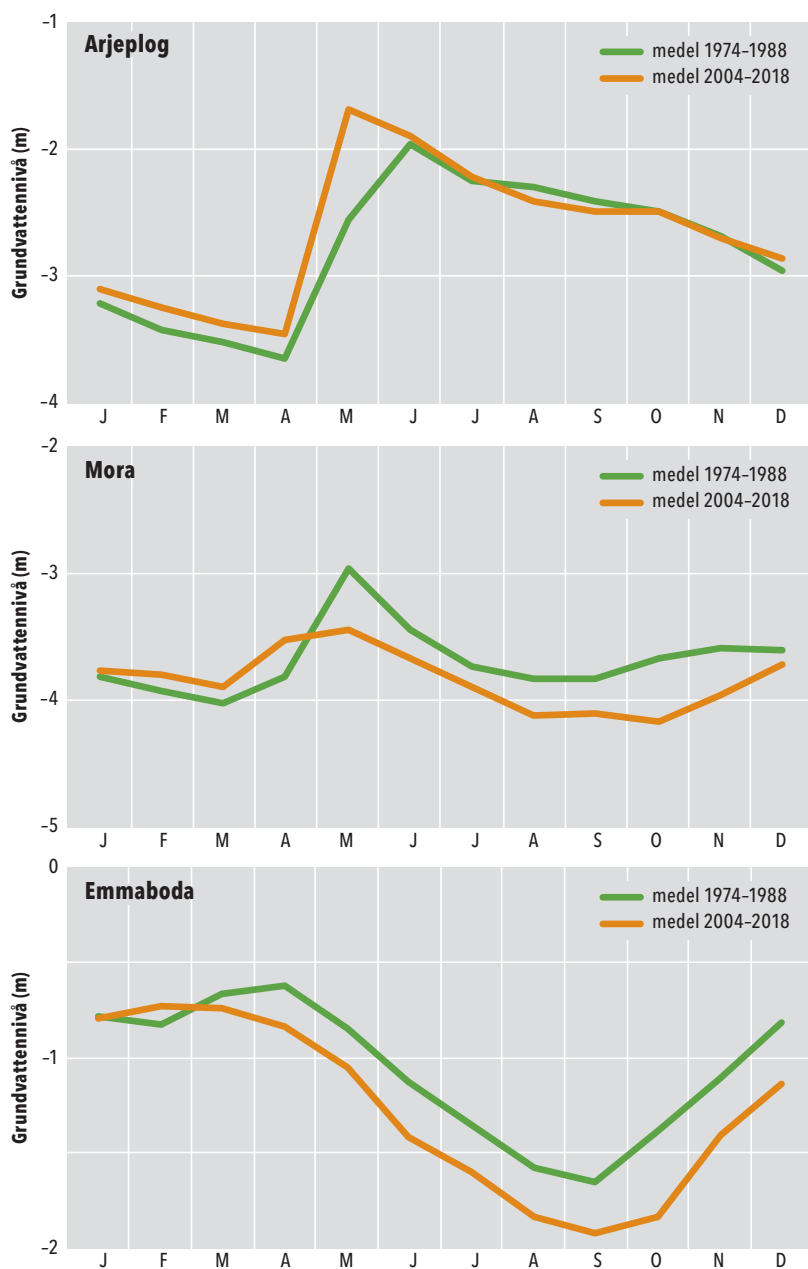 Arjeplog
medel 1974–1988
medel 2004–2018
Grundvattennivå (m)
–1
–2
–3
–4
J F M A M J J A S O N D
Mora
medel 1974–1988
medel 2004–2018
Grundvattennivå (m)
–2
–3
–4
–5
J F M A M J J A S O N D
Emmaboda
medel 1974–1988
medel 2004–2018
Grundvattennivå (m)
0
–1
–2
J F M A M J J A S O N D